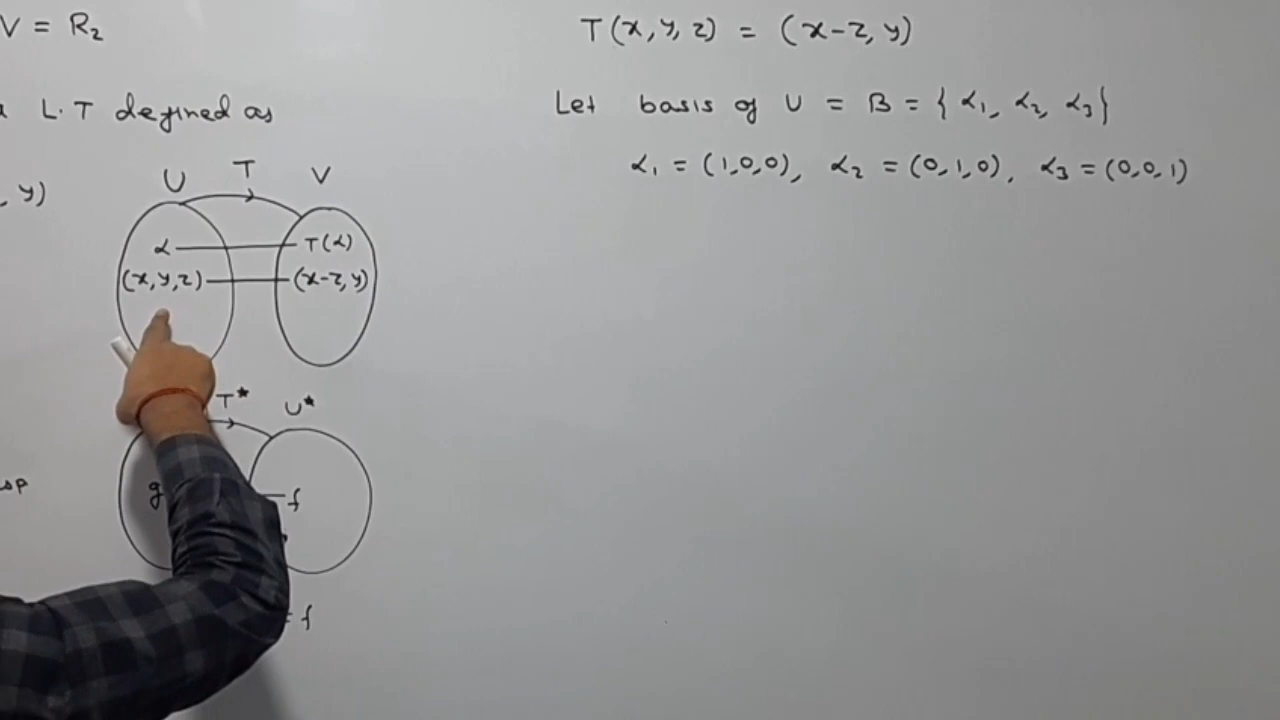 V = R₂
L.T defined as
, y)
U T V
α T(α)
(x, y, z) (x-z, y)
T* U*
g f
= f
T(x, y, z) = (x-z, y)
Let basis of U = B = {α₁, α₂, α₃}
α₁ = (1,0,0), α₂ = (0,1,0), α₃ = (0,0,1)